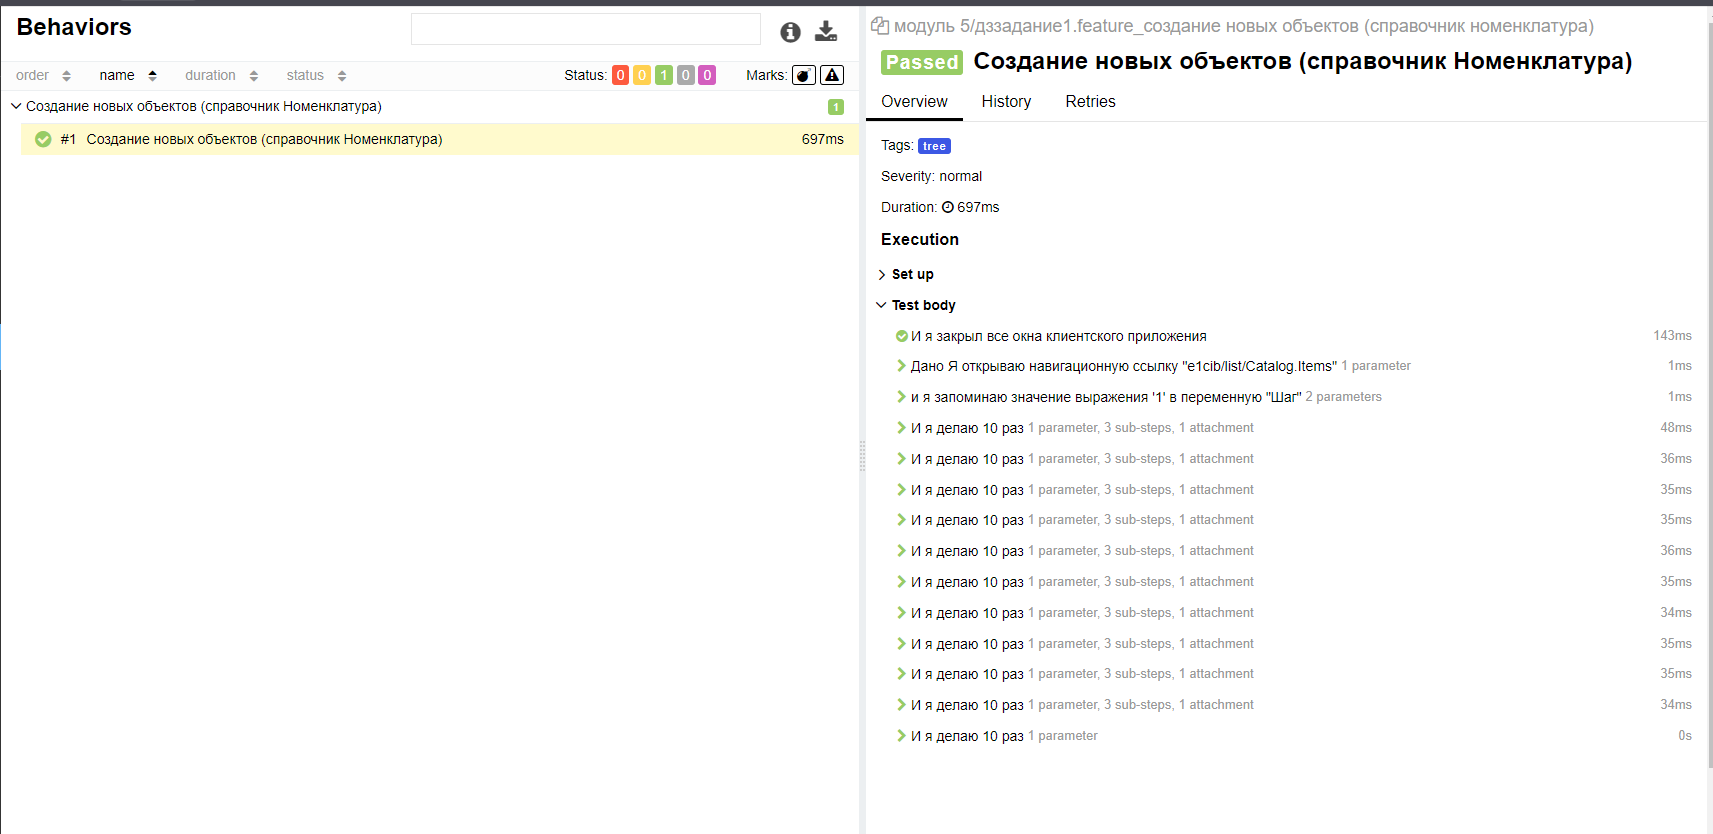 Behaviors
order name duration status Status: 0 0 1 0 0 Marks:
Создание новых объектов (справочник Номенклатура) 1
#1 Создание новых объектов (справочник Номенклатура) 697ms
модуль 5/дззадание1.feature_создание новых объектов (справочник номенклатура)
Passed Создание новых объектов (справочник Номенклатура)
Overview History Retries
Tags: tree
Severity: normal
Duration: 697ms
Execution
Set up
Test body
И я закрыл все окна клиентского приложения 143ms
Дано Я открываю навигационную ссылку "e1cib/list/Catalog.Items" 1 parameter 1ms
и я запоминаю значение выражения '1' в переменную "Шаг" 2 parameters 1ms
И я делаю 10 раз 1 parameter, 3 sub-steps, 1 attachment 48ms
И я делаю 10 раз 1 parameter, 3 sub-steps, 1 attachment 36ms
И я делаю 10 раз 1 parameter, 3 sub-steps, 1 attachment 35ms
И я делаю 10 раз 1 parameter, 3 sub-steps, 1 attachment 35ms
И я делаю 10 раз 1 parameter, 3 sub-steps, 1 attachment 36ms
И я делаю 10 раз 1 parameter, 3 sub-steps, 1 attachment 35ms
И я делаю 10 раз 1 parameter, 3 sub-steps, 1 attachment 34ms
И я делаю 10 раз 1 parameter, 3 sub-steps, 1 attachment 35ms
И я делаю 10 раз 1 parameter, 3 sub-steps, 1 attachment 35ms
И я делаю 10 раз 1 parameter, 3 sub-steps, 1 attachment 34ms
И я делаю 10 раз 1 parameter 0s